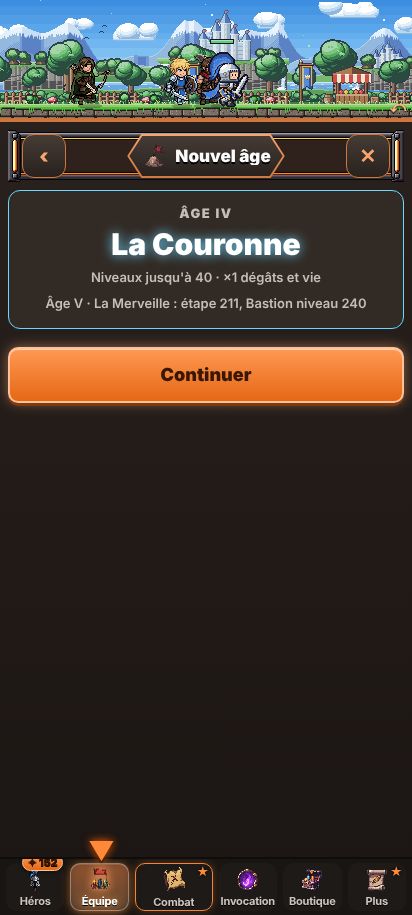 ‹
Nouvel âge
✕
ÂGE IV
La Couronne
Niveaux jusqu'à 40 · ×1 dégâts et vie
Âge V · La Merveille : étape 211, Bastion niveau 240
Continuer
Héros
Équipe
Combat
Invocation
Boutique
Plus